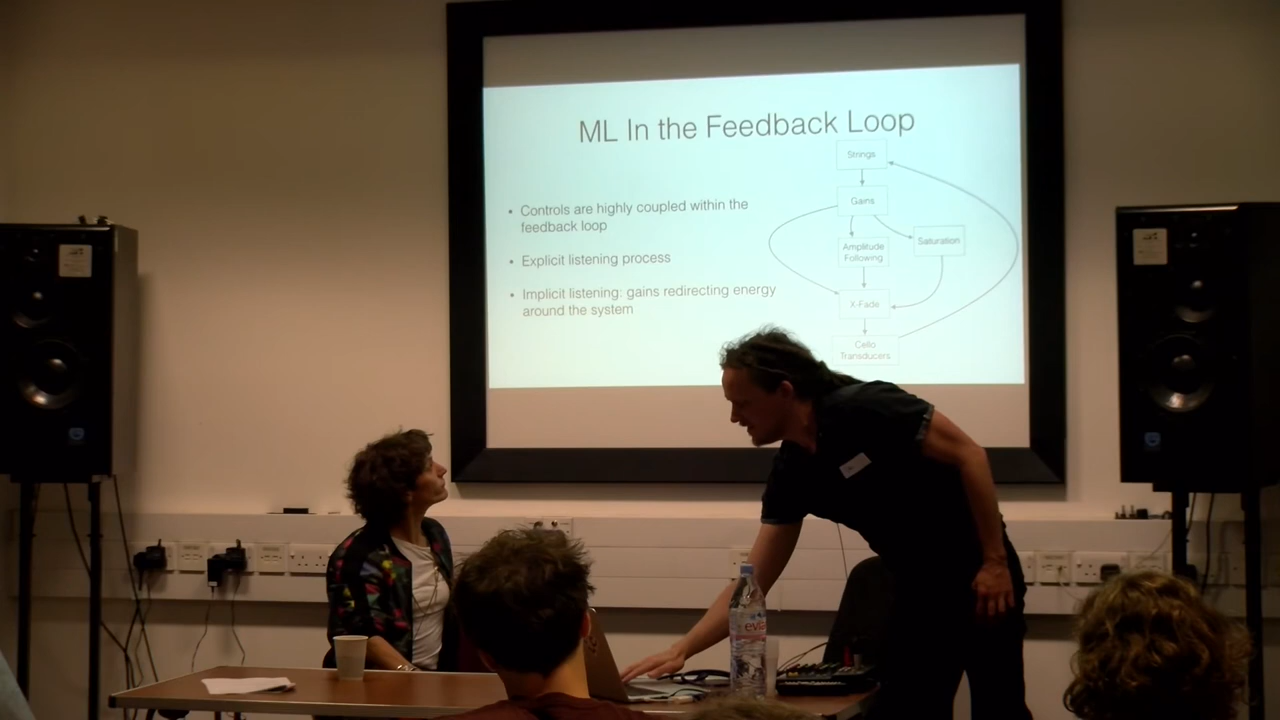 ML In the Feedback Loop
• Controls are highly coupled within the
feedback loop
• Explicit listening process
• Implicit listening: gains redirecting energy
around the system
Strings
Gains
Amplitude
Following
Saturation
X-Fade
Cello
Transducers
evian